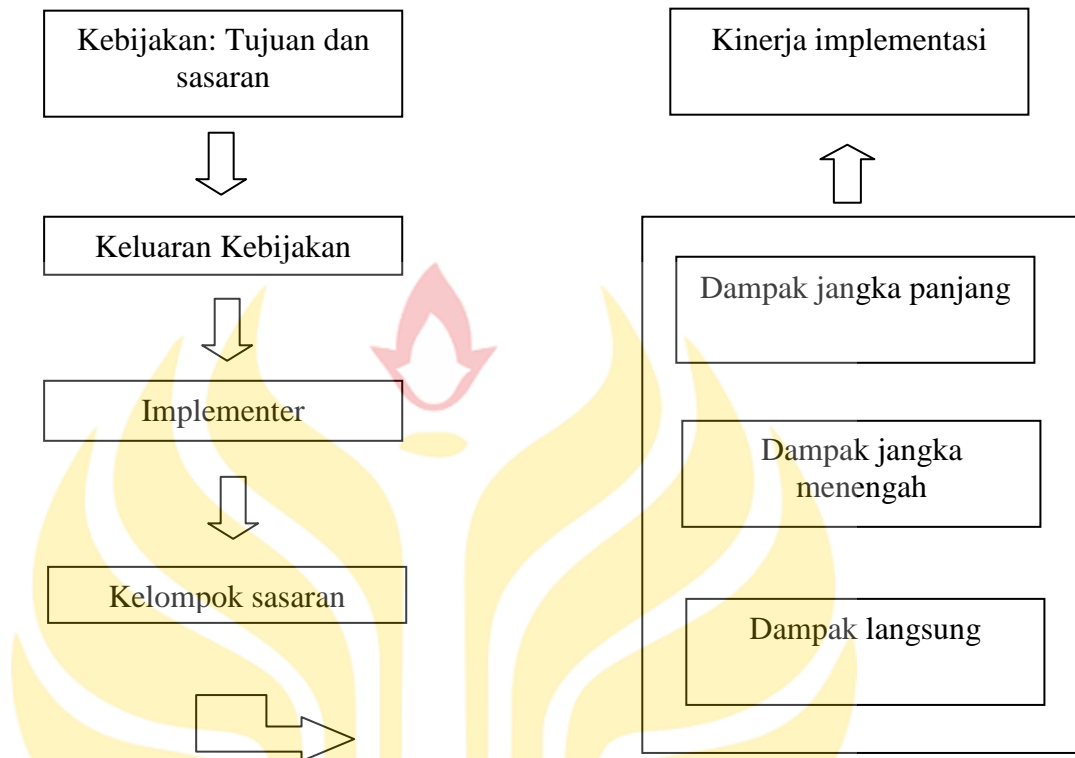 Kebijakan: Tujuan dan
sasaran
Keluaran Kebijakan
Implementer
Kelompok sasaran
Kinerja implementasi
Dampak jangka panjang
Dampak jangka
menengah
Dampak langsung